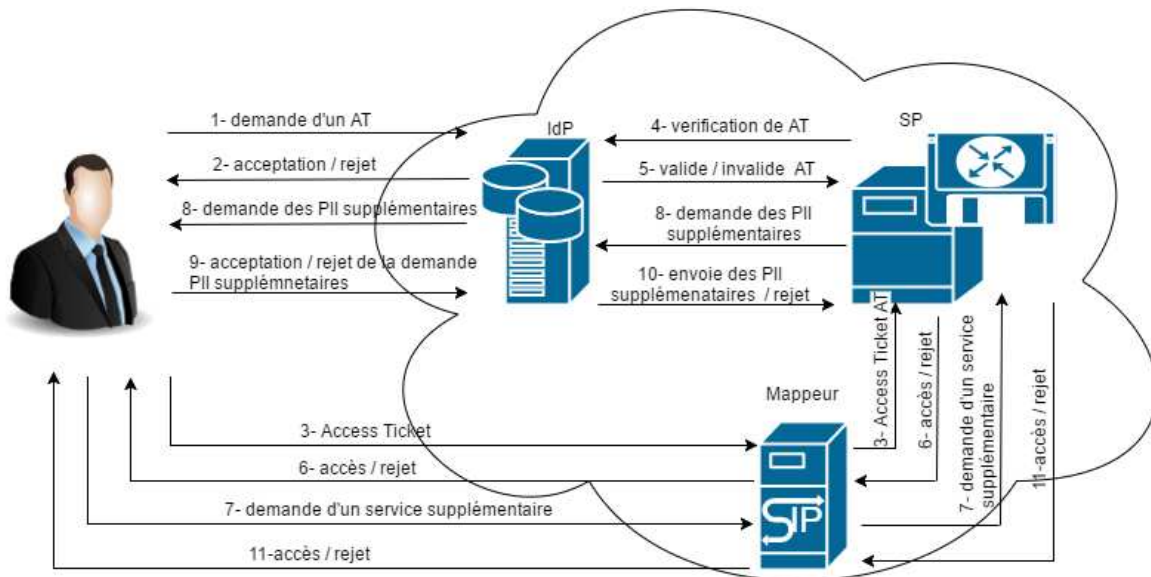 IdP
SP
1- demande d'un AT
4- verification de AT
2- acceptation / rejet
5- valide / invalide AT
8- demande des PII supplémentaires
8- demande des PII
supplémentaires
9- acceptation / rejet de la demande
PII supplémnetaires
10- envoie des PII
supplémenataires / rejet
Mappeur
3- Access Ticket AT
6- accès / rejet
7- demande d'un service
supplémentaire
11-accès / rejet
3- Access Ticket
6- accès / rejet
7- demande d'un service supplémentaire
11-accès / rejet
SIP